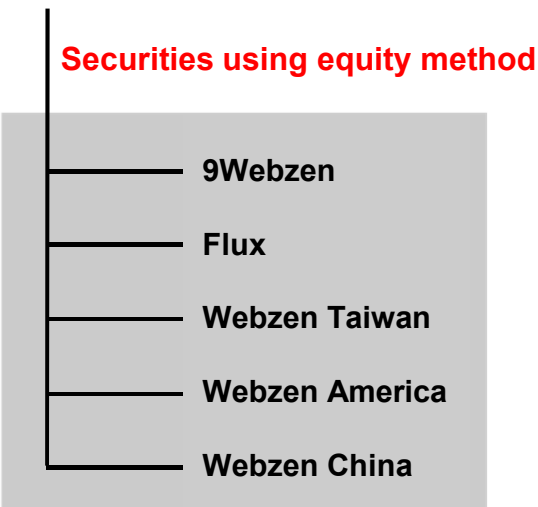 Securities using equity method
9Webzen
Flux
Webzen Taiwan
Webzen America
Webzen China